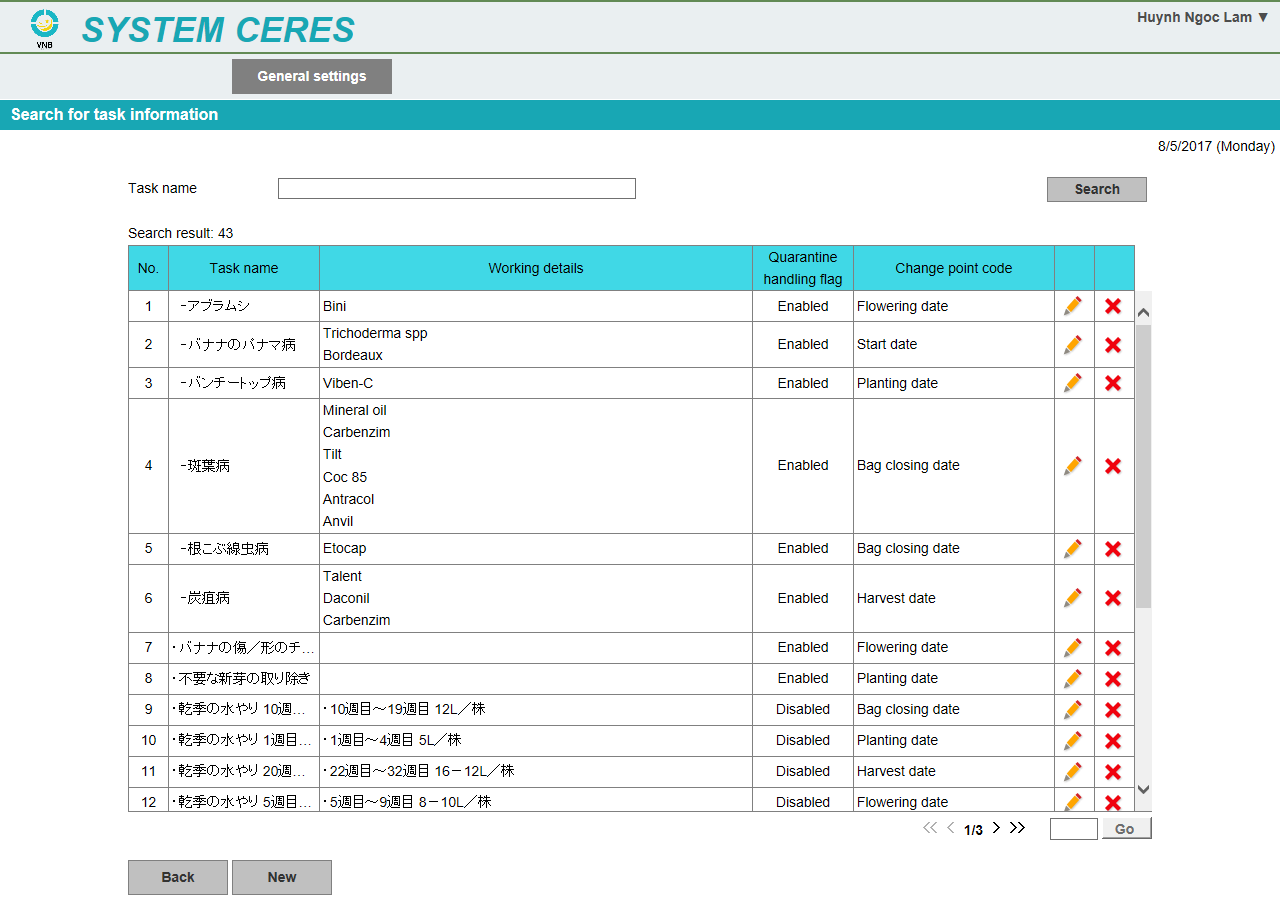 VNB
SYSTEM CERES
Huynh Ngoc Lam ▼
General settings
Search for task information
8/5/2017 (Monday)
Task name
Search
Search result: 43
No. Task name Working details Quarantine handling flag Change point code
1 -アブラムシ Bini Enabled Flowering date
2 -バナナのパナマ病 Trichoderma spp
Bordeaux Enabled Start date
3 -バンチートップ病 Viben-C Enabled Planting date
4 -斑葉病 Mineral oil
Carbenzim
Tilt
Coc 85
Antracol
Anvil Enabled Bag closing date
5 -根こぶ線虫病 Etocap Enabled Bag closing date
6 -炭疽病 Talent
Daconil
Carbenzim Enabled Harvest date
7 ・バナナの傷／形のチ... Enabled Flowering date
8 ・不要な新芽の取り除き Enabled Planting date
9 ・乾季の水やり 10週... ・10週目～19週目 12L／株 Disabled Bag closing date
10 ・乾季の水やり 1週目... ・1週目～4週目 5L／株 Disabled Planting date
11 ・乾季の水やり 20週... ・22週目～32週目 16－12L／株 Disabled Harvest date
12 ・乾季の水やり 5週目... ・5週目～9週目 8－10L／株 Disabled Flowering date
1/3 Go
Back New